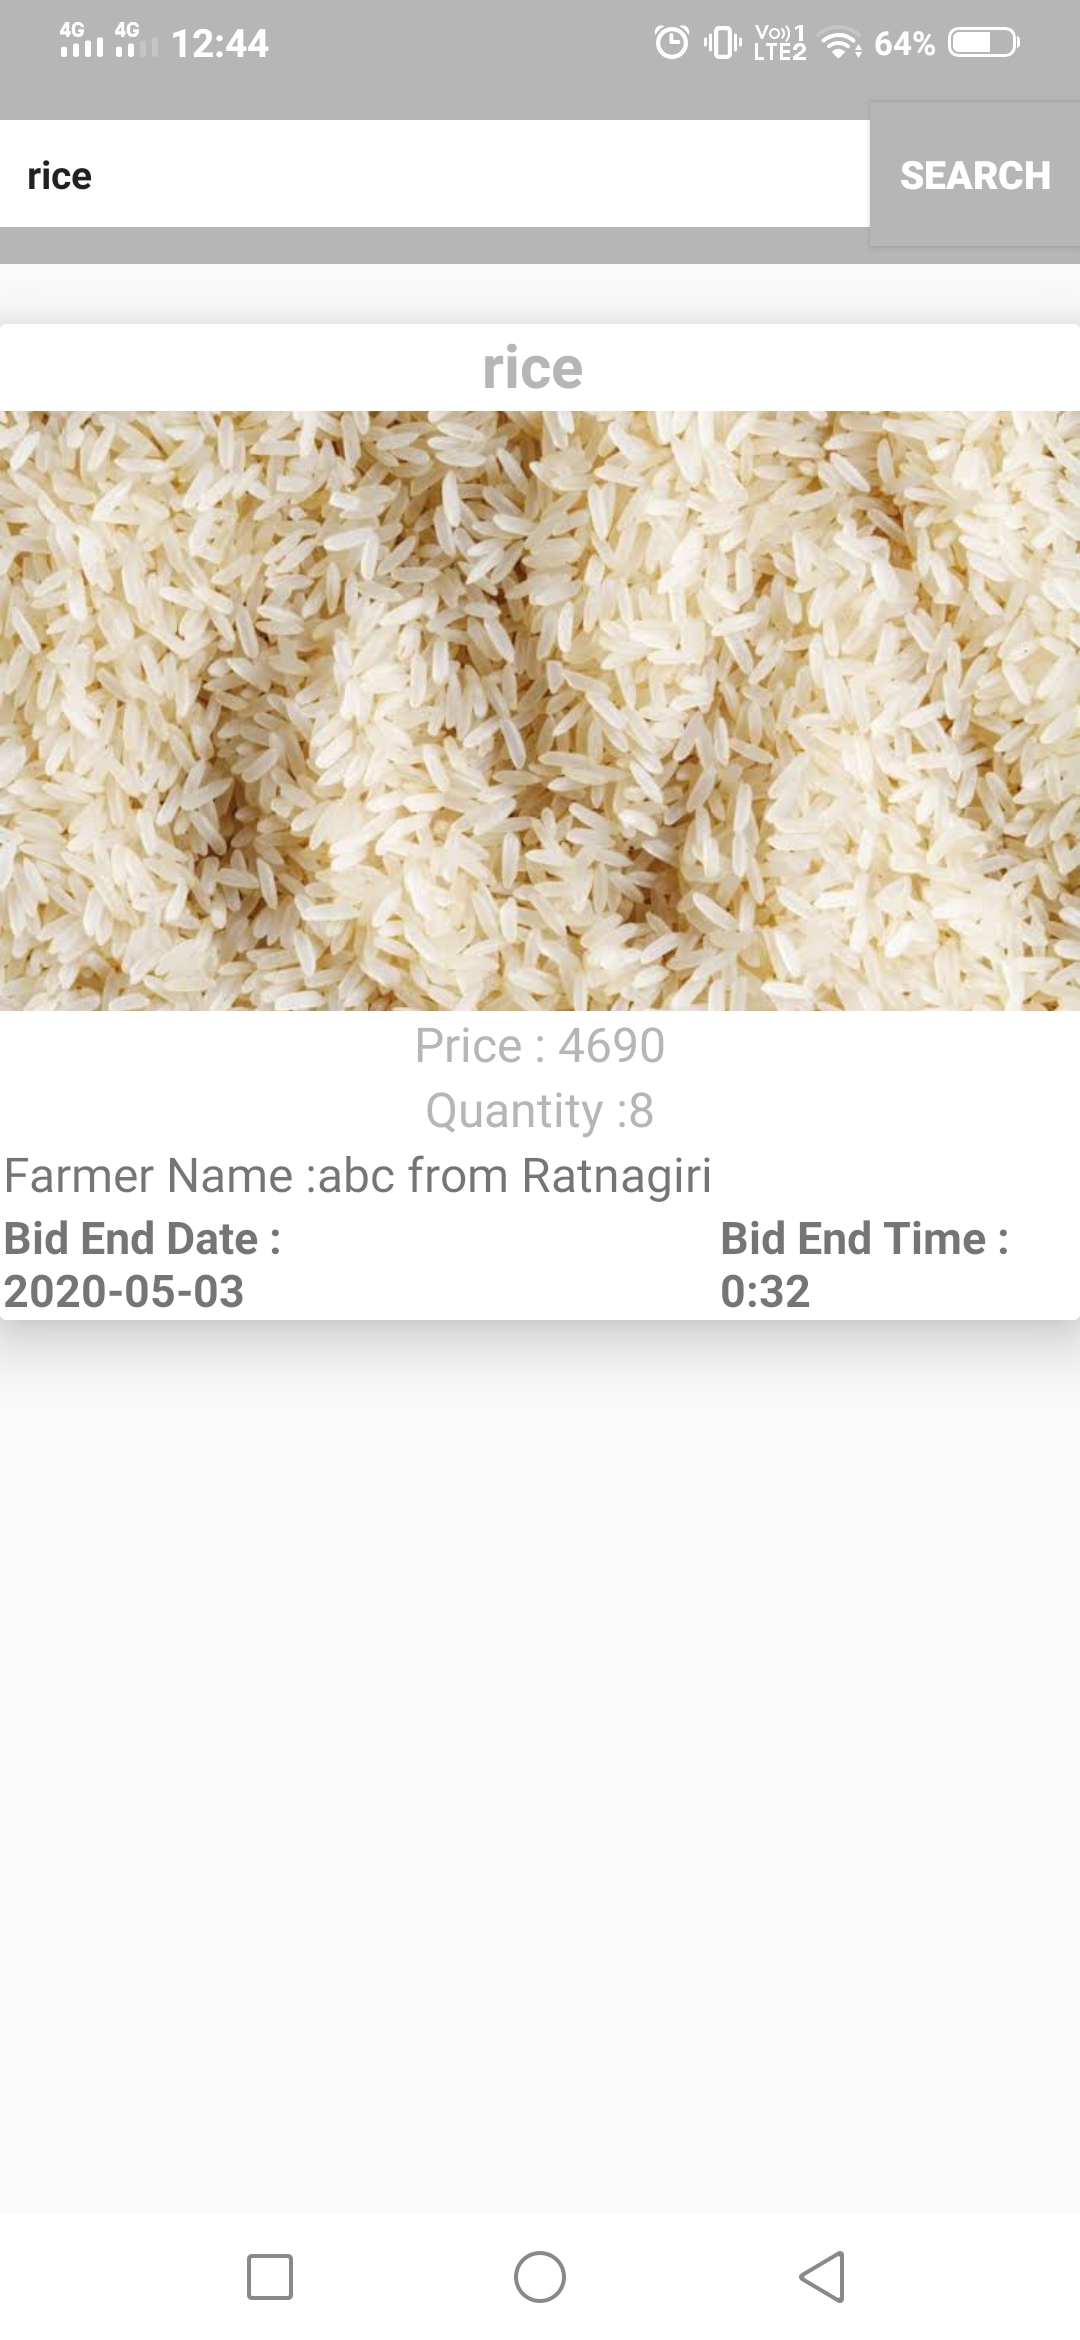 4G 4G 12:44 Vo)) 1 LTE2 64%
rice SEARCH
rice
Price : 4690
Quantity :8
Farmer Name :abc from Ratnagiri
Bid End Date : Bid End Time :
2020-05-03 0:32